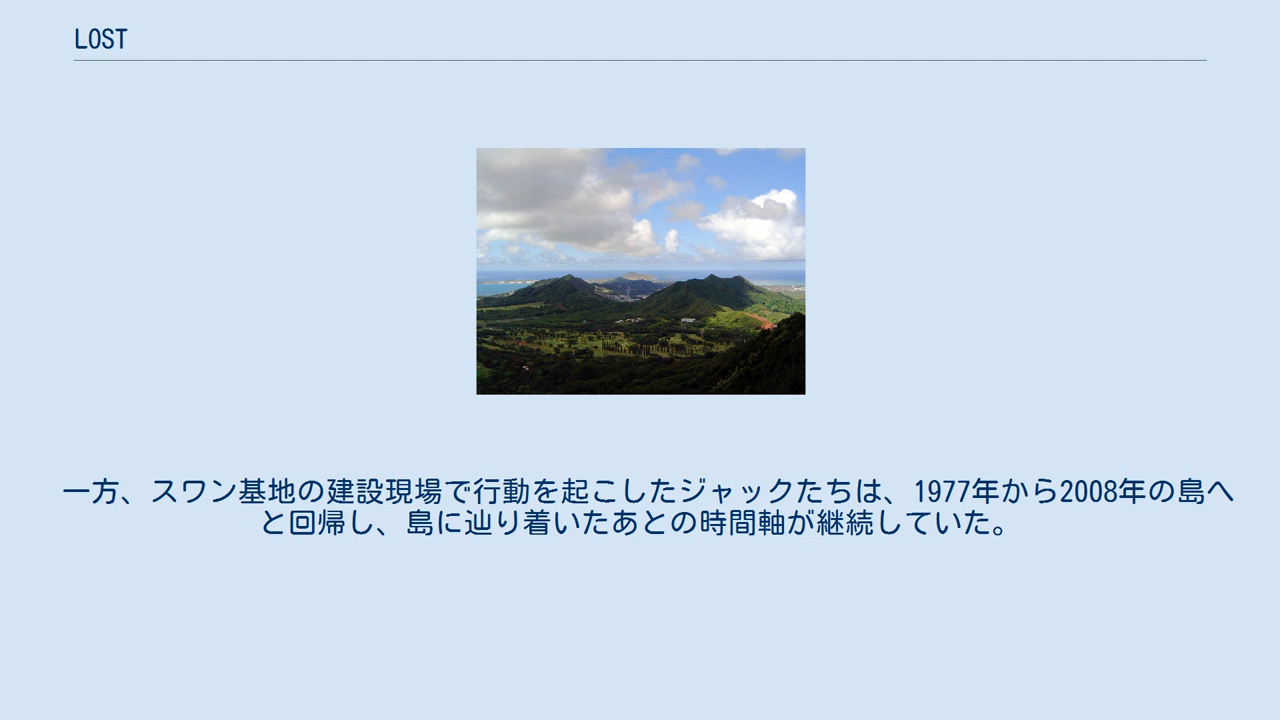 LOST
一方、スワン基地の建設現場で行動を起こしたジャックたちは、1977年から2008年の島へ
と回帰し、島に辿り着いたあとの時間軸が継続していた。